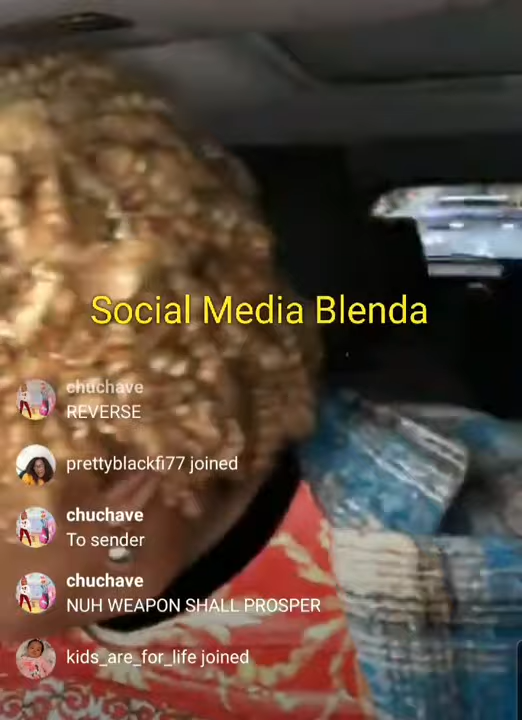 Social Media Blenda
chuchave
REVERSE
prettyblackfi77 joined
chuchave
To sender
chuchave
NUH WEAPON SHALL PROSPER
kids_are_for_life joined